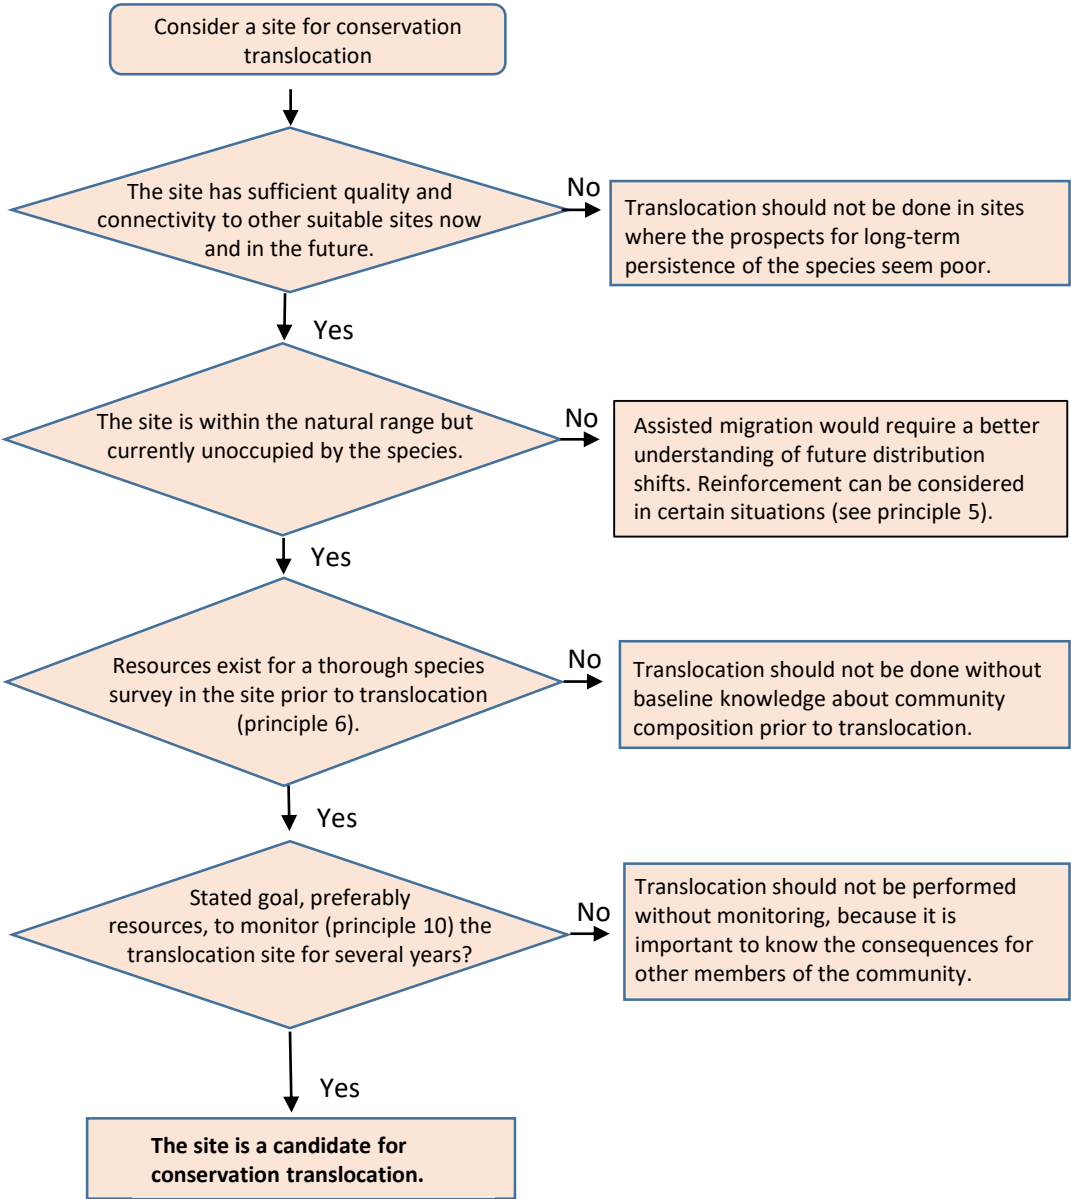 Consider a site for conservation
translocation
The site has sufficient quality and
connectivity to other suitable sites now
and in the future.
No
Translocation should not be done in sites
where the prospects for long-term
persistence of the species seem poor.
Yes
The site is within the natural range but
currently unoccupied by the species.
No
Assisted migration would require a better
understanding of future distribution
shifts. Reinforcement can be considered
in certain situations (see principle 5).
Yes
Resources exist for a thorough species
survey in the site prior to translocation
(principle 6).
No
Translocation should not be done without
baseline knowledge about community
composition prior to translocation.
Yes
Stated goal, preferably
resources, to monitor (principle 10) the
translocation site for several years?
No
Translocation should not be performed
without monitoring, because it is
important to know the consequences for
other members of the community.
Yes
The site is a candidate for
conservation translocation.